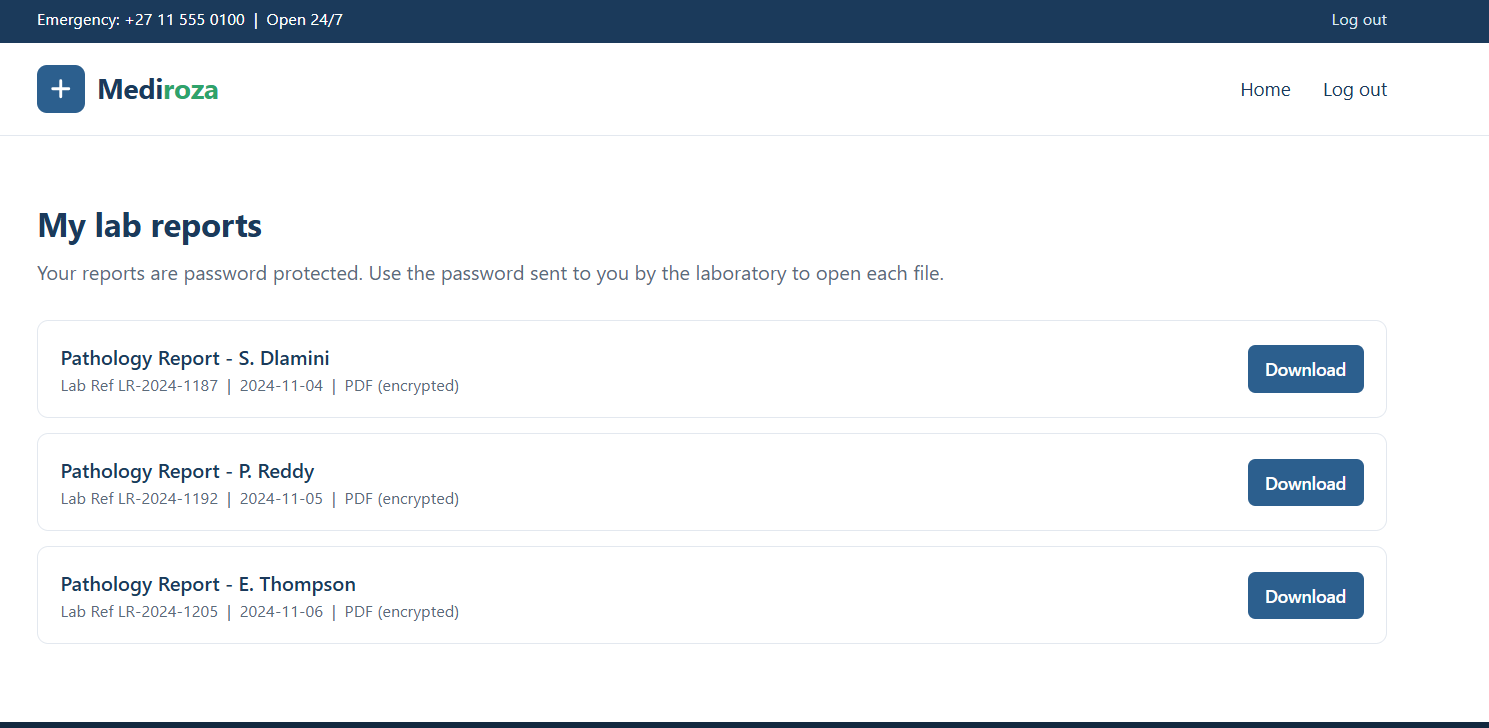 Emergency: +27 11 555 0100 | Open 24/7 Log out
Mediroza Home Log out
My lab reports
Your reports are password protected. Use the password sent to you by the laboratory to open each file.
Pathology Report - S. Dlamini
Lab Ref LR-2024-1187 | 2024-11-04 | PDF (encrypted)
Download
Pathology Report - P. Reddy
Lab Ref LR-2024-1192 | 2024-11-05 | PDF (encrypted)
Download
Pathology Report - E. Thompson
Lab Ref LR-2024-1205 | 2024-11-06 | PDF (encrypted)
Download